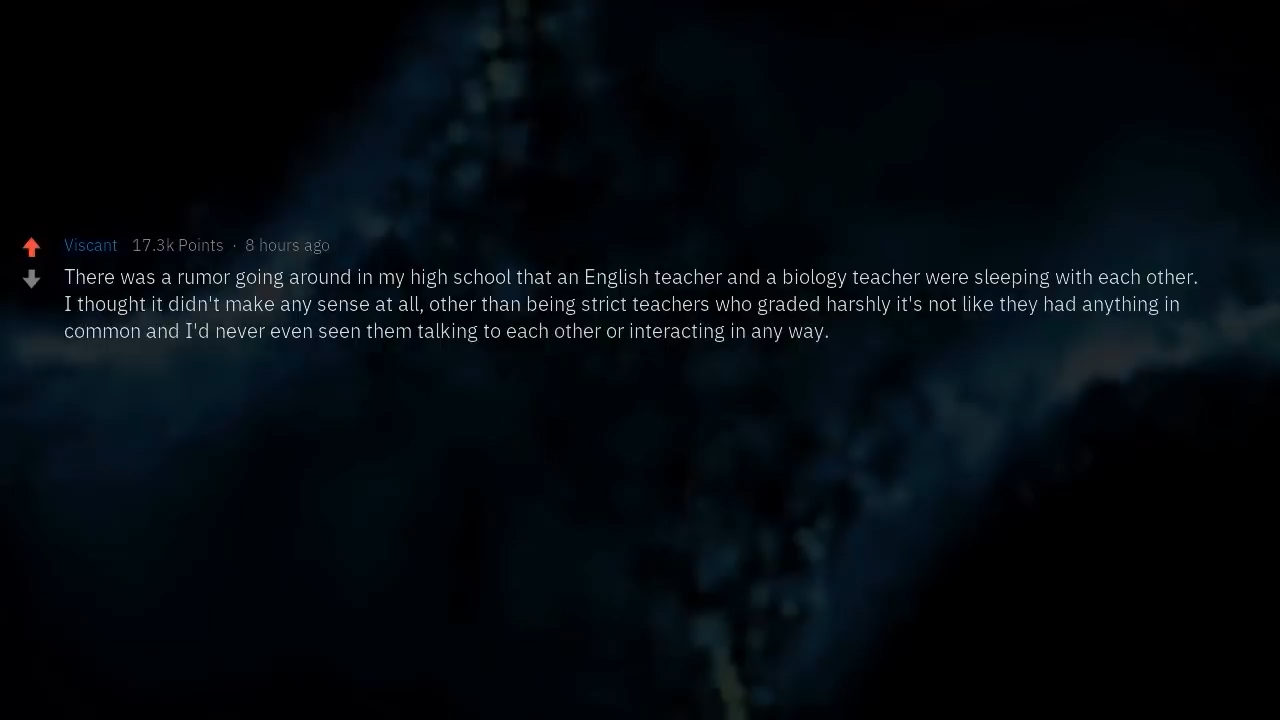 Viscant 17.3k Points · 8 hours ago
There was a rumor going around in my high school that an English teacher and a biology teacher were sleeping with each other.
I thought it didn't make any sense at all, other than being strict teachers who graded harshly it's not like they had anything in
common and I'd never even seen them talking to each other or interacting in any way.